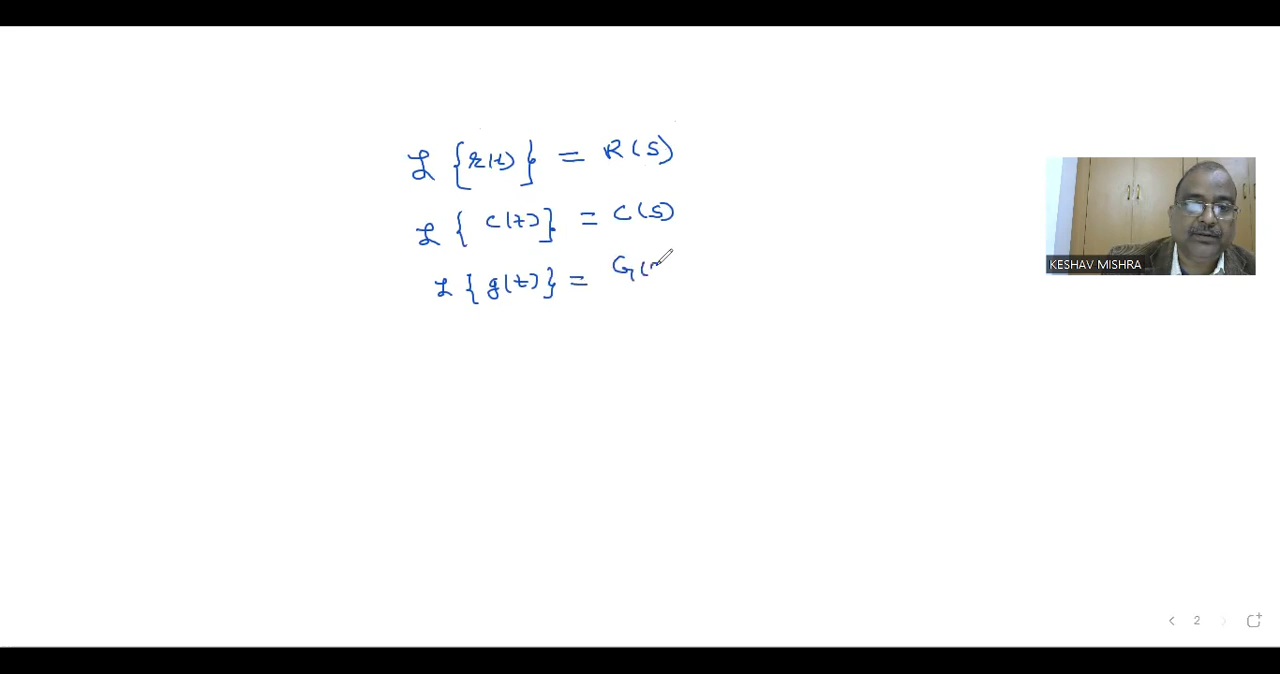 ℒ {r(t)} = R(S)
ℒ { C(t)} = C(S)
ℒ { g(t)} = G(
KESHAV MISHRA
2